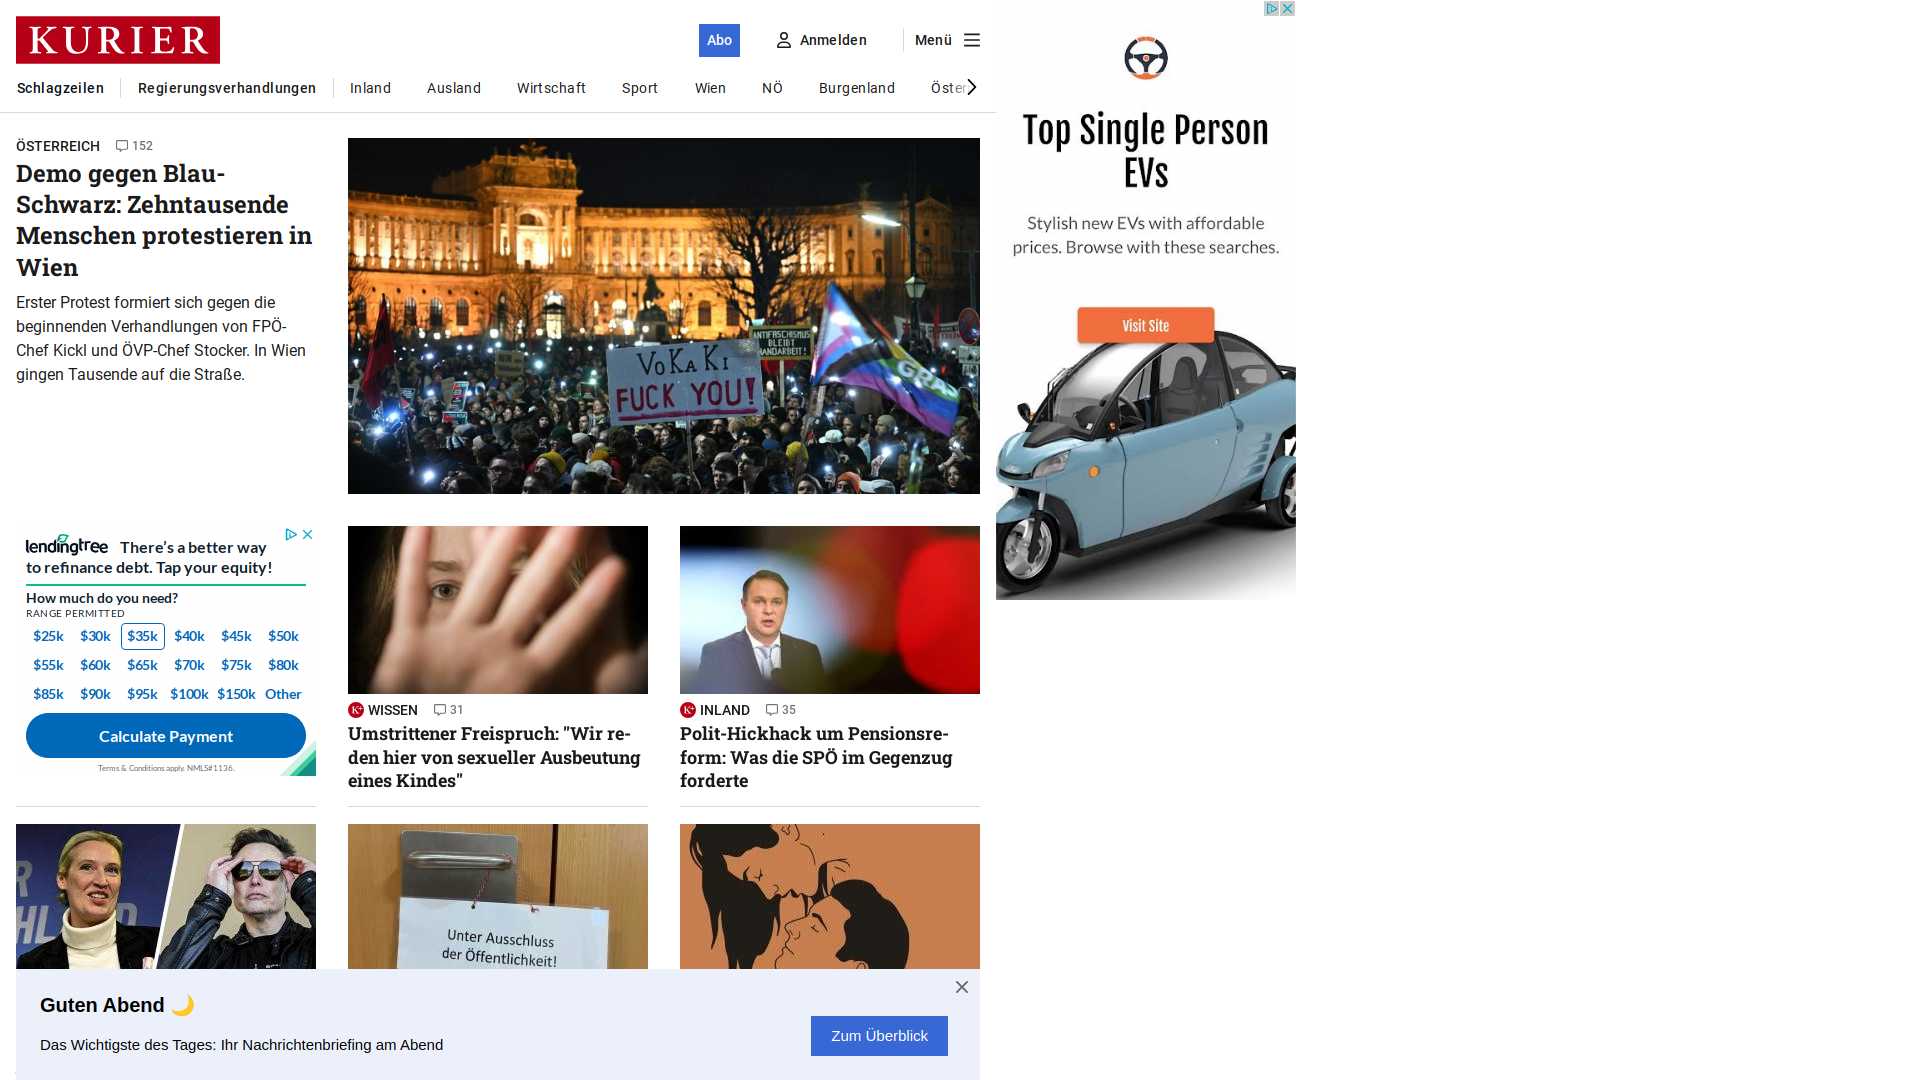 KURIER
Abo
Anmelden
Menü
Schlagzeilen
Regierungsverhandlungen
Inland
Ausland
Wirtschaft
Sport
Wien
NÖ
Burgenland
Öster
ÖSTERREICH 152
Demo gegen Blau-
Schwarz: Zehntausende
Menschen protestieren in
Wien
Erster Protest formiert sich gegen die
beginnenden Verhandlungen von FPÖ-
Chef Kickl und ÖVP-Chef Stocker. In Wien
gingen Tausende auf die Straße.
ANTIFASCHISMUS
BLEIBT
HANDARBEIT!
VoKaKi
FUCK YOU!
GRAS
Top Single Person
EVs
Stylish new EVs with affordable
prices. Browse with these searches.
Visit Site
lendingtree There's a better way
to refinance debt. Tap your equity!
How much do you need?
RANGE PERMITTED
$25k $30k $35k $40k $45k $50k
$55k $60k $65k $70k $75k $80k
$85k $90k $95k $100k $150k Other
Calculate Payment
Terms & Conditions apply. NMLS#1136.
K+ WISSEN 31
Umstrittener Freispruch: "Wir re-
den hier von sexueller Ausbeutung
eines Kindes"
K+ INLAND 35
Polit-Hickhack um Pensionsre-
form: Was die SPÖ im Gegenzug
forderte
Unter Ausschluss
der Öffentlichkeit!
Guten Abend
Das Wichtigste des Tages: Ihr Nachrichtenbriefing am Abend
Zum Überblick